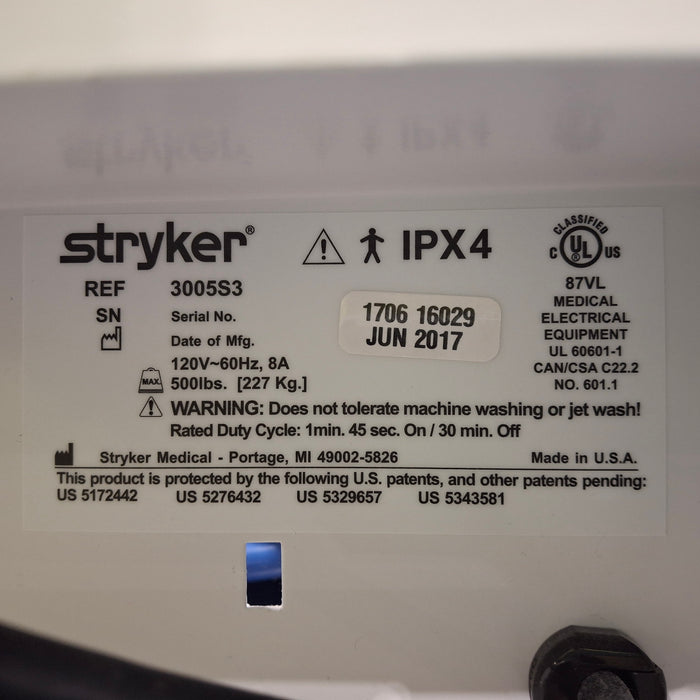 stryker®
IPX4
CLASSIFIED
C UL US
®
REF 3005S3
87VL
SN Serial No.
1706 16029
MEDICAL
ELECTRICAL
Date of Mfg.
JUN 2017
EQUIPMENT
120V~60Hz, 8A
UL 60601-1
MAX. 500lbs. [227 Kg.]
CAN/CSA C22.2
NO. 601.1
WARNING: Does not tolerate machine washing or jet wash!
Rated Duty Cycle: 1min. 45 sec. On / 30 min. Off
Stryker Medical - Portage, MI 49002-5826 Made in U.S.A.
This product is protected by the following U.S. patents, and other patents pending:
US 5172442 US 5276432 US 5329657 US 5343581